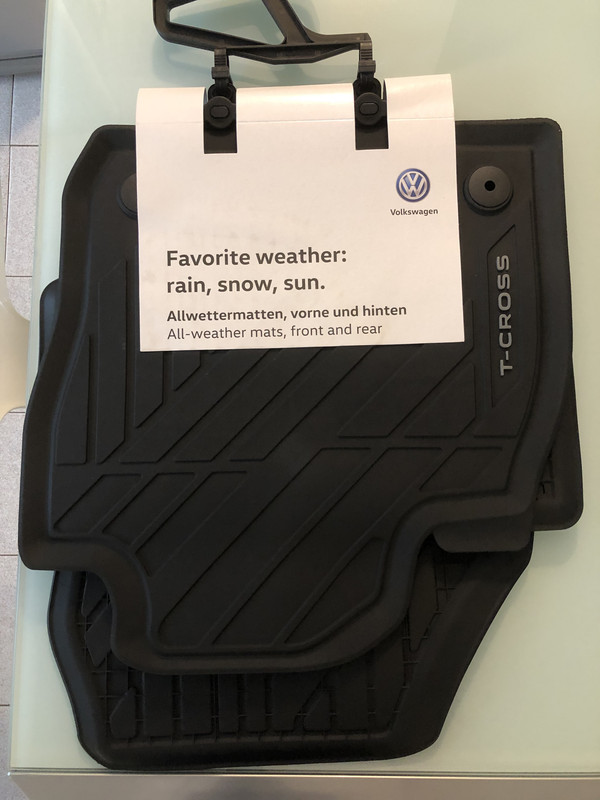 Volkswagen
Favorite weather:
rain, snow, sun.
Allwettermatten, vorne und hinten
All-weather mats, front and rear
T-CROSS